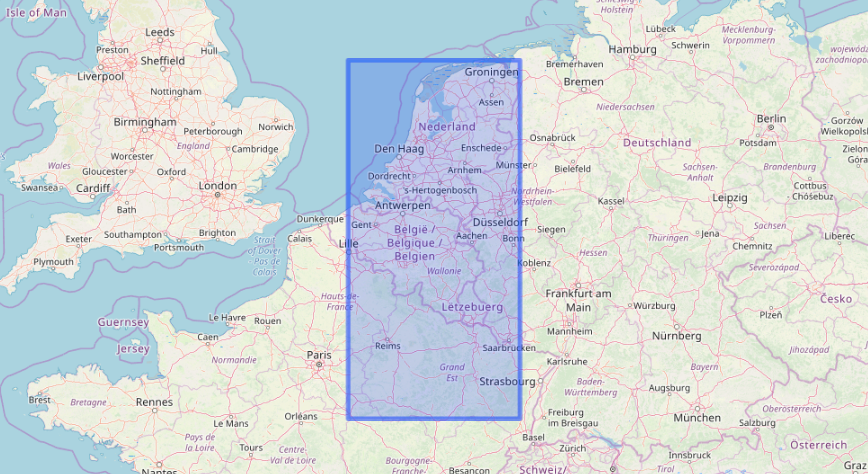 Isle of Man
Leeds
Preston
Hull
Sheffield
Liverpool
Nottingham
Birmingham
Peterborough
Norwich
England
Worcester
Cambridge
Wales
Gloucester
Oxford
Swansea
Cardiff
London
Bath
Southampton
Brighton
Exeter
Portsmouth
Plymouth
Strait
of Dover/
Pas de
Calais
Dunkerque
Calais
Lille
Guernsey
Jersey
Le Havre
Rouen
Caen
Hauts-de-
France
Normandie
Paris
Brest
Bretagne
Rennes
Le Mans
Orléans
Pays de
la Loire
Tours
Centre-
Val de Loire
Nantes
Bourgogne-
Franche-
Besançon
Groningen
Assen
Nederland
Den Haag
Enschede
Dordrecht
Arnhem
's-Hertogenbosch
Antwerpen
Gent
België /
Belgique /
Belgien
Düsseldorf
Aachen
Bonn
Wallonie
Lëtzebuerg
Reims
Saarbrücken
Grand
Est
Strasbourg
Schleswig-
Holstein
Lübeck
Mecklenburg-
Vorpommern
Hamburg
Schwerin
Bremerhaven
Bremen
Niedersachsen
Berlin
Potsdam
Osnabrück
Deutschland
Münster
Bielefeld
Sachsen-
Anhalt
Brandenburg
Nordrhein-
Westfalen
Kassel
Leipzig
Cottbus -
Chóśebuz
Siegen
Thüringen
Jena
Sachsen
Chemnitz
Hessen
Koblenz
Frankfurt am
Main
Würzburg
Mannheim
Nürnberg
Karlsruhe
Bayern
Baden-
Württemberg
Augsburg
München
Freiburg
im Breisgau
Basel
Zürich
Schweiz/
Innsbruck
Tirol
Salzburg
Oberösterreich
Österreich
Graz
Liberec
Severozápad
Česko
Plzeň
Jihozápad
Gorzów
Wielkopolski
Zielona
Góra